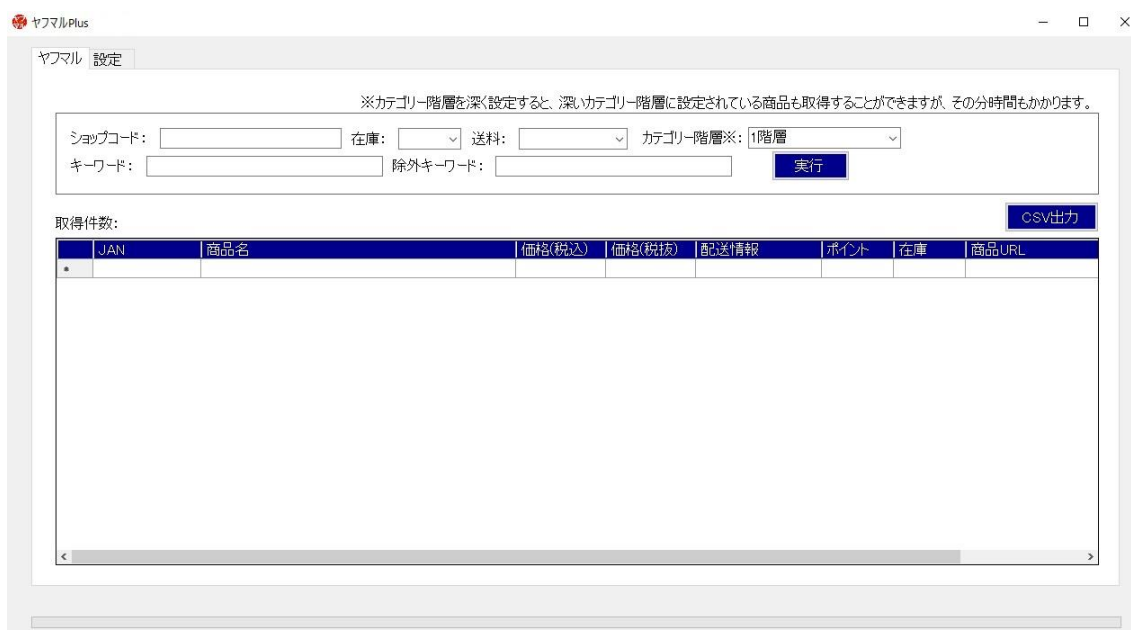 ヤフマルPlus
ヤフマル 設定
※カテゴリー階層を深く設定すると、深いカテゴリー階層に設定されている商品も取得することができますが、その分時間もかかります。
ショップコード: 在庫: 送料: カテゴリー階層※: 1階層
キーワード: 除外キーワード: 実行
CSV出力
取得件数:
JAN 商品名 価格(税込) 価格(税抜) 配送情報 ポイント 在庫 商品URL